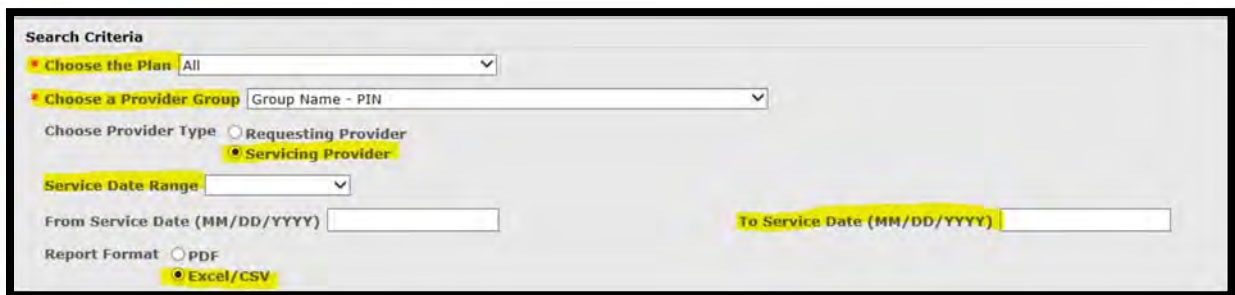 Search Criteria
* Choose the Plan All
* Choose a Provider Group Group Name - PIN
Choose Provider Type Requesting Provider
Servicing Provider
Service Date Range
From Service Date (MM/DD/YYYY) To Service Date (MM/DD/YYYY)
Report Format PDF
Excel/CSV